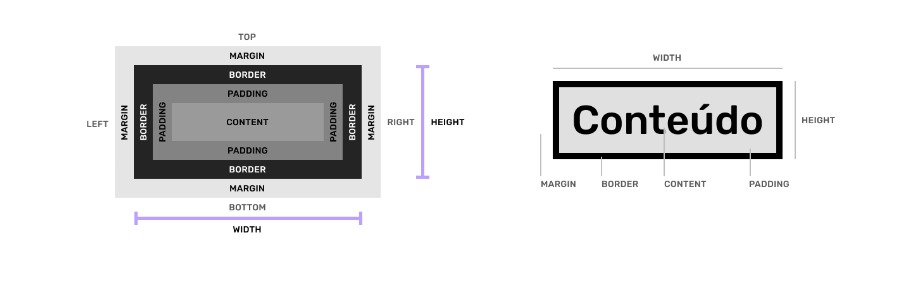 TOP
MARGIN
BORDER
PADDING
LEFT
MARGIN
BORDER
PADDING
CONTENT
PADDING
BORDER
MARGIN
RIGHT
HEIGHT
PADDING
BORDER
MARGIN
BOTTOM
WIDTH
WIDTH
Conteúdo
HEIGHT
MARGIN
BORDER
CONTENT
PADDING